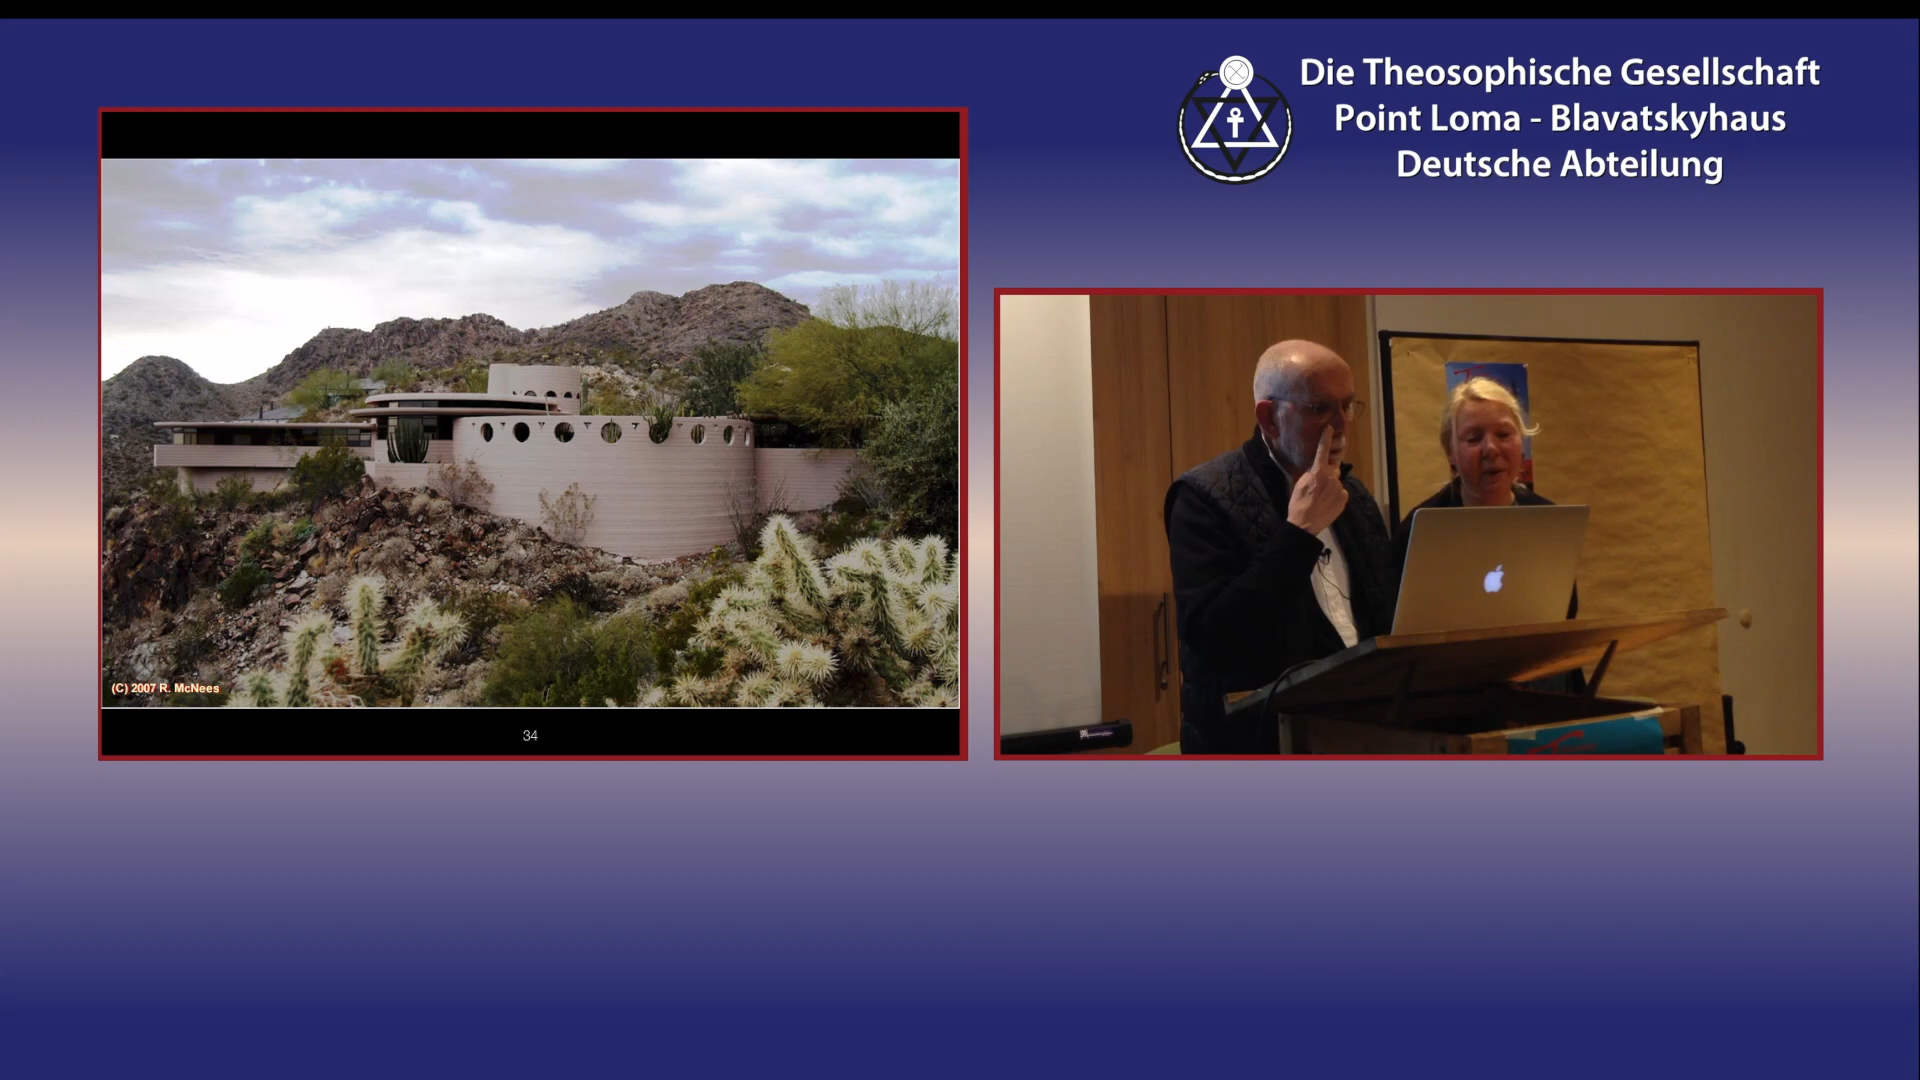 Die Theosophische Gesellschaft
Point Loma - Blavatskyhaus
Deutsche Abteilung
(C) 2007 R. McNees
34